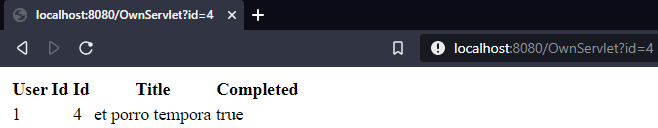 localhost:8080/OwnServlet?id=4
localhost:8080/OwnServlet?id=4
User Id Id Title Completed
1 4 et porro tempora true